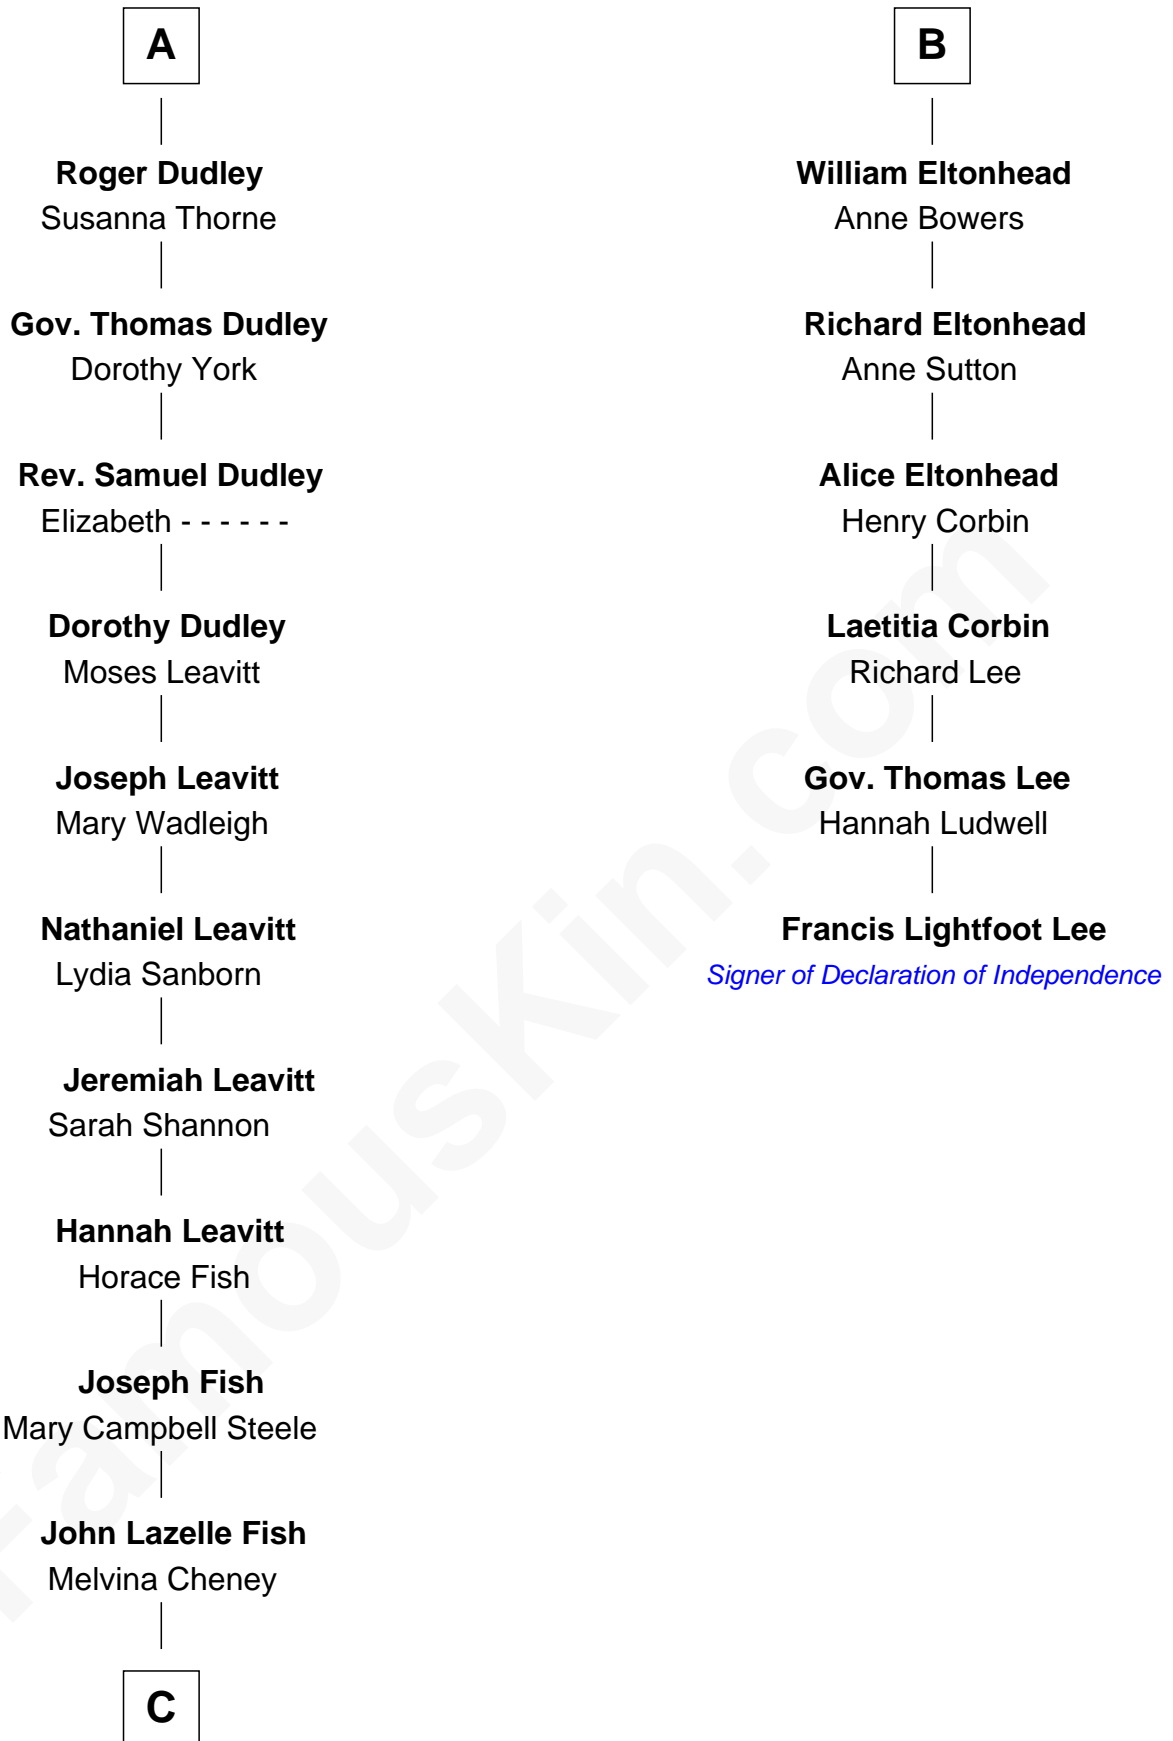 A
Roger Dudley
Susanna Thorne
Gov. Thomas Dudley
Dorothy York
Rev. Samuel Dudley
Elizabeth - - - - - -
Dorothy Dudley
Moses Leavitt
Joseph Leavitt
Mary Wadleigh
Nathaniel Leavitt
Lydia Sanborn
Jeremiah Leavitt
Sarah Shannon
Hannah Leavitt
Horace Fish
Joseph Fish
Mary Campbell Steele
John Lazelle Fish
Melvina Cheney
C
B
William Eltonhead
Anne Bowers
Richard Eltonhead
Anne Sutton
Alice Eltonhead
Henry Corbin
Laetitia Corbin
Richard Lee
Gov. Thomas Lee
Hannah Ludwell
Francis Lightfoot Lee
Signer of Declaration of Independence
FamousKin.com